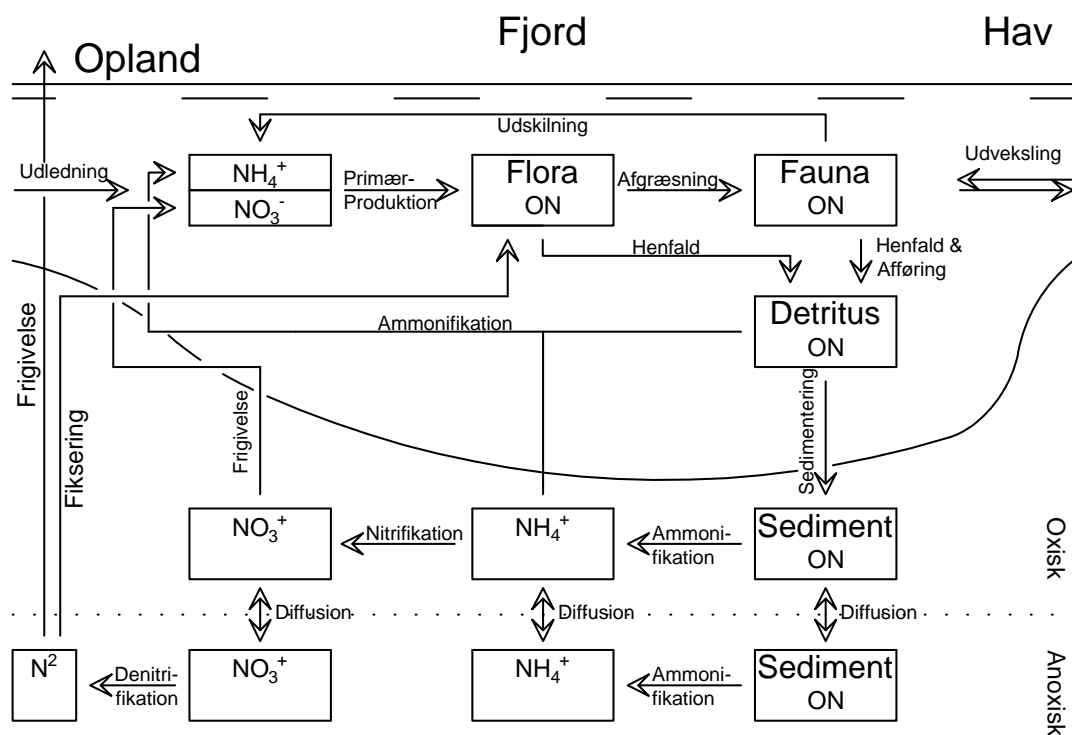 Opland
Fjord
Hav
Udskilning
Udledning
NH₄⁺
NO₃⁻
Primær-
Produktion
Flora
ON
Afgræsning
Fauna
ON
Udveksling
Henfald
Henfald &
Afføring
Ammonifikation
Detritus
ON
Frigivelse
Fiksering
Frigivelse
Sedimentering
NO₃⁺
Nitrifikation
NH₄⁺
Ammoni-
fikation
Sediment
ON
Oxisk
Diffusion
Diffusion
Diffusion
N²
Denitri-
fikation
NO₃⁺
NH₄⁺
Ammoni-
fikation
Sediment
ON
Anoxisk